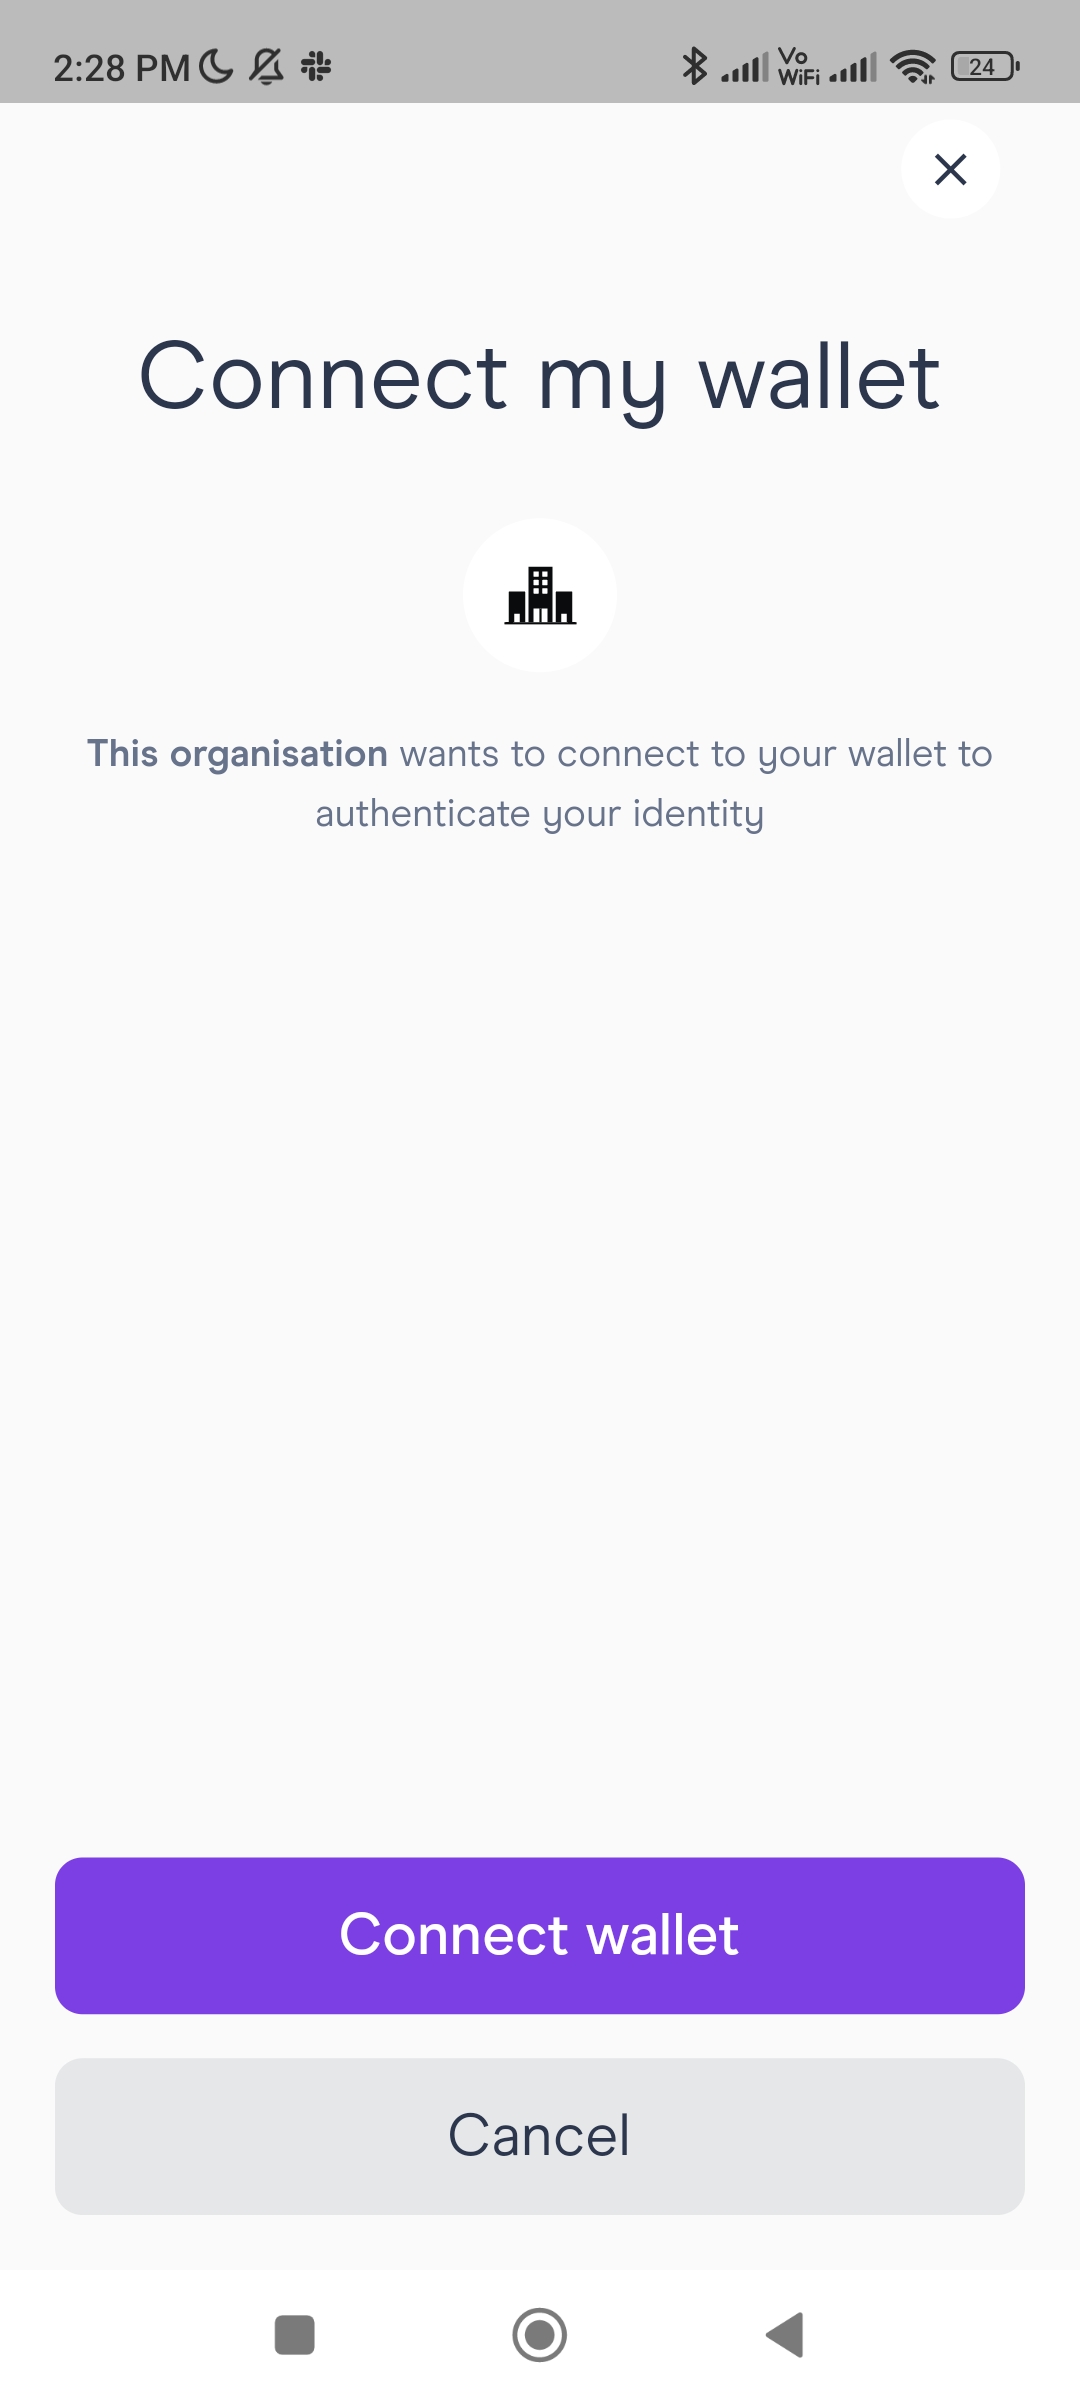 2:28 PM
Vo
WiFi
24
Connect my wallet
This organisation wants to connect to your wallet to
authenticate your identity
Connect wallet
Cancel